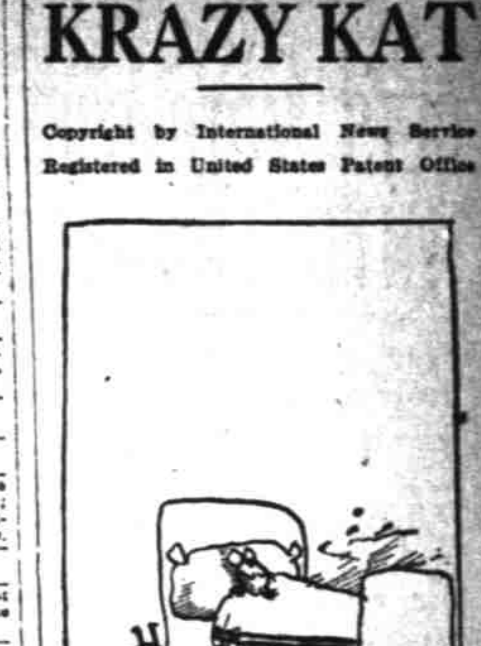 KRAZY KAT
Copyright by International News Service
Registered in United States Patent Office